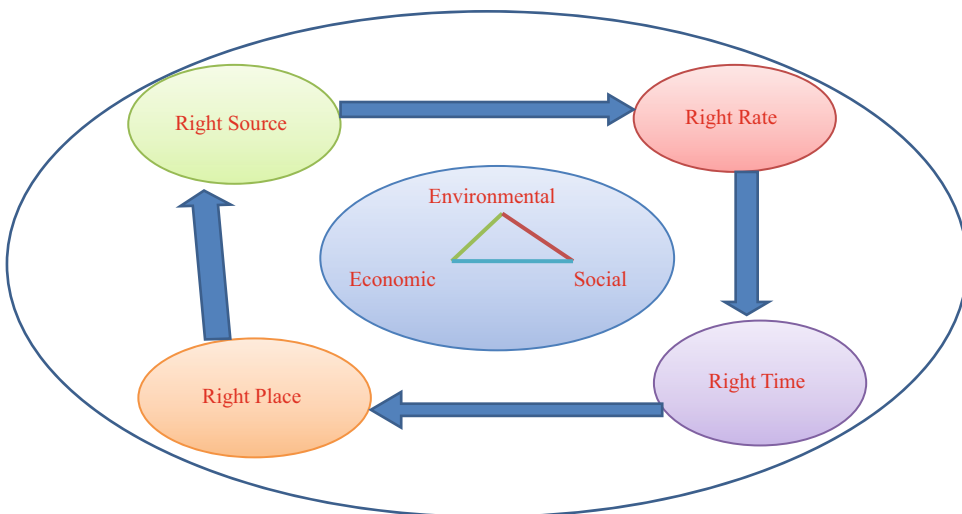 Right Source
Right Rate
Environmental
Economic
Social
Right Place
Right Time